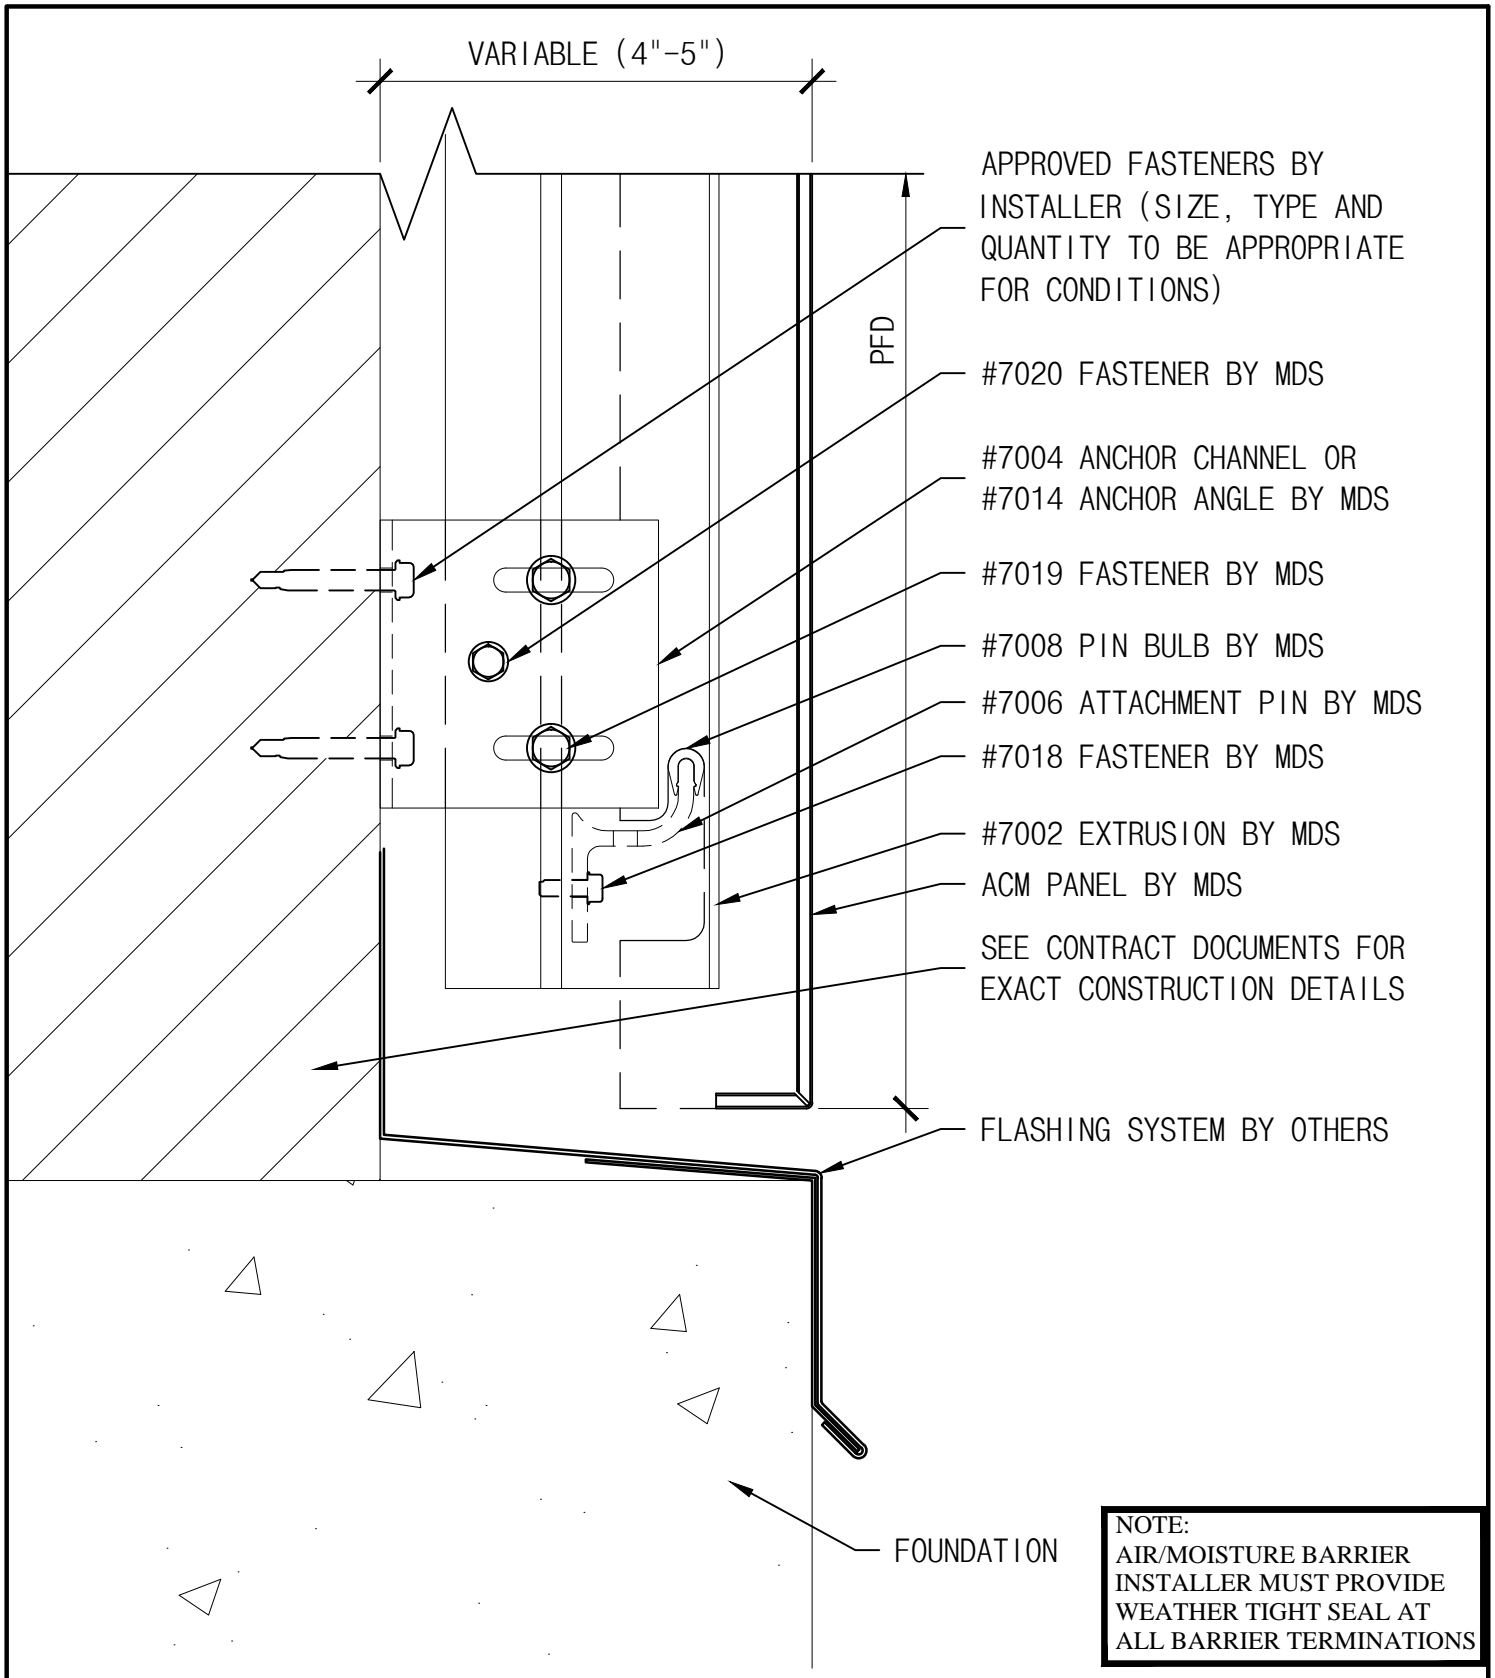 VARIABLE (4"-5")
APPROVED FASTENERS BY
INSTALLER (SIZE, TYPE AND
QUANTITY TO BE APPROPRIATE
FOR CONDITIONS)
PFD
#7020 FASTENER BY MDS
#7004 ANCHOR CHANNEL OR
#7014 ANCHOR ANGLE BY MDS
#7019 FASTENER BY MDS
#7008 PIN BULB BY MDS
#7006 ATTACHMENT PIN BY MDS
#7018 FASTENER BY MDS
#7002 EXTRUSION BY MDS
ACM PANEL BY MDS
SEE CONTRACT DOCUMENTS FOR
EXACT CONSTRUCTION DETAILS
FLASHING SYSTEM BY OTHERS
FOUNDATION
NOTE:
AIR/MOISTURE BARRIER
INSTALLER MUST PROVIDE
WEATHER TIGHT SEAL AT
ALL BARRIER TERMINATIONS